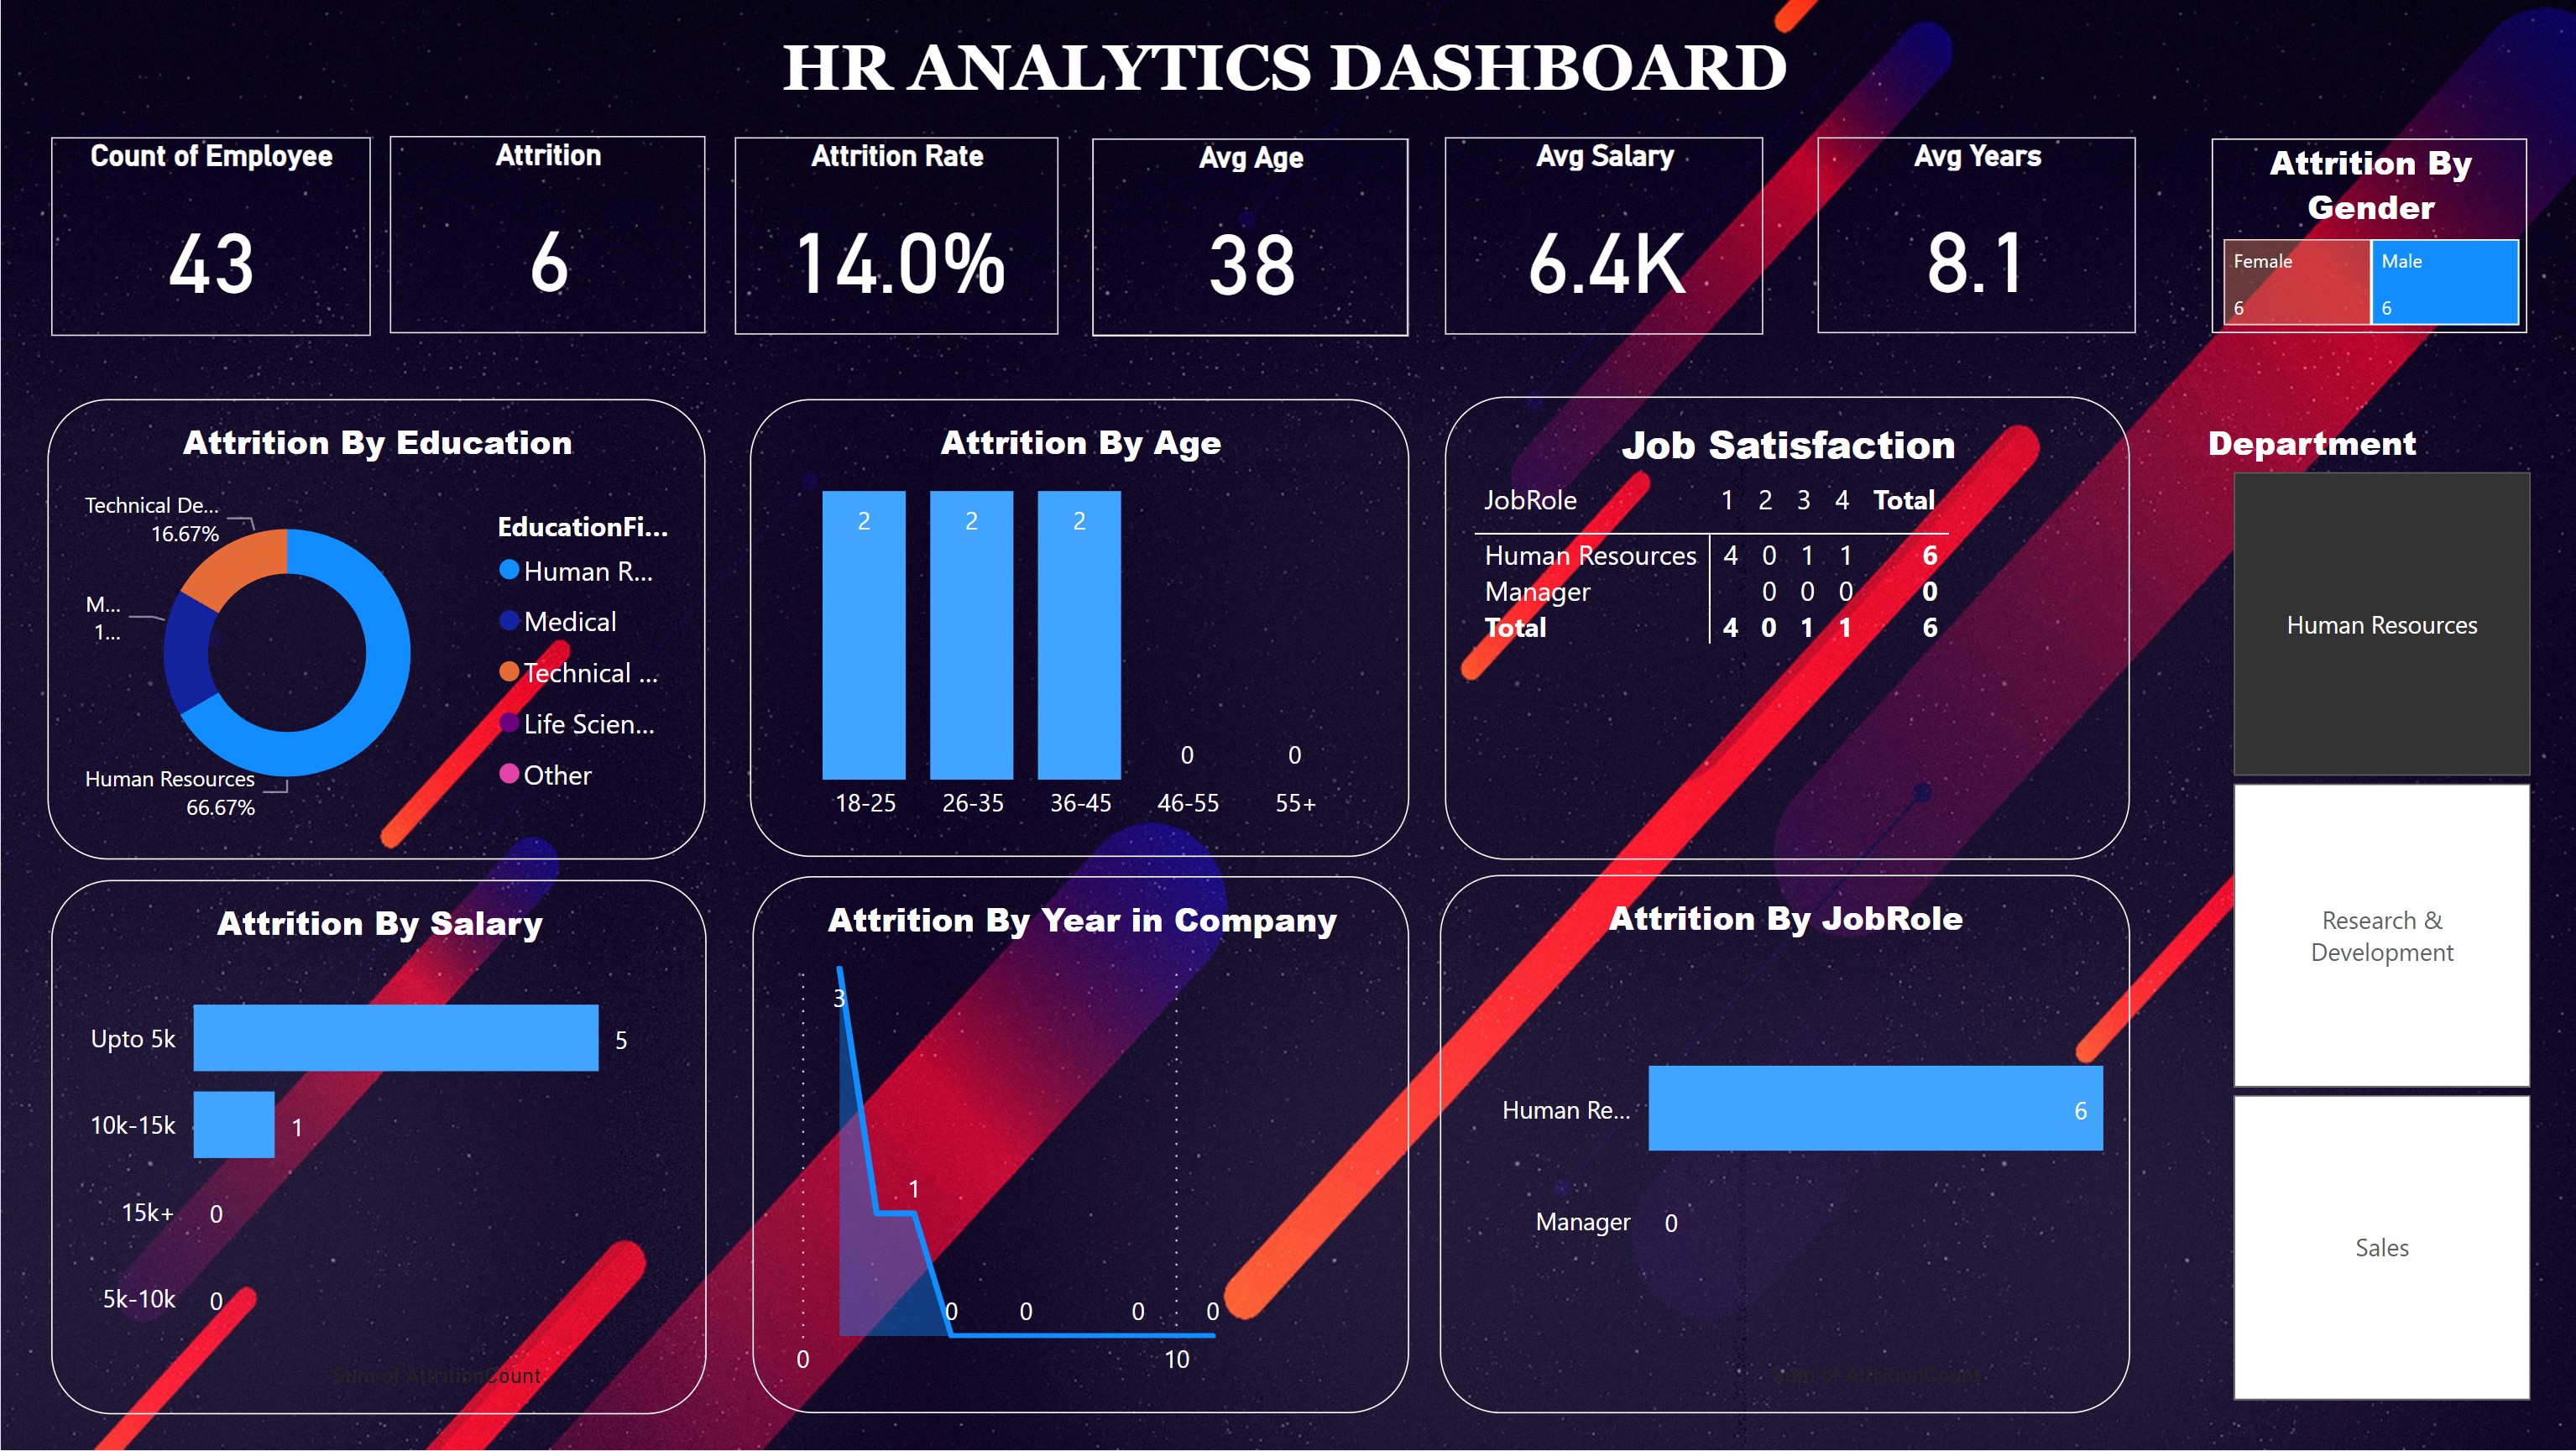 HR ANALYTICS DASHBOARD
Count of Employee
43
Attrition
6
Attrition Rate
14.0%
Avg Age
38
Avg Salary
6.4K
Avg Years
8.1
Attrition By
Gender
Female
6
Male
6
Attrition By Education
Technical De...
16.67%
M...
1...
Human Resources
66.67%
EducationFi...
Human R...
Medical
Technical ...
Life Scien...
Other
Attrition By Age
2 2 2 0 0
18-25 26-35 36-45 46-55 55+
Job Satisfaction
JobRole 1 2 3 4 Total
Human Resources 4 0 1 1 6
Manager 0 0 0 0
Total 4 0 1 1 6
Department
Human Resources
Research &
Development
Sales
Attrition By Salary
Upto 5k 5
10k-15k 1
15k+ 0
5k-10k 0
Sum of AttritionCount
Attrition By Year in Company
3
1
0 0 0 0
0 10
Attrition By JobRole
Human Re... 6
Manager 0
Sum of AttritionCount